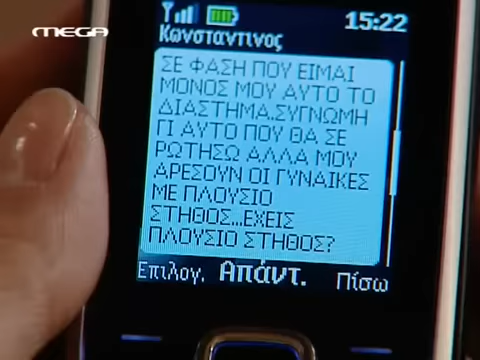 MEGA
15:22
Κωνσταντινος
ΣΕ ΦΑΣΗ ΠΟΥ ΕΙΜΑΙ
ΜΟΝΟΣ ΜΟΥ ΑΥΤΟ ΤΟ
ΔΙΑΣΤΗΜΑ.ΣΥΓΝΩΜΗ
ΓΙ ΑΥΤΟ ΠΟΥ ΘΑ ΣΕ
ΡΩΤΗΣΩ ΑΛΛΑ ΜΟΥ
ΑΡΕΣΟΥΝ ΟΙ ΓΥΝΑΙΚΕΣ
ΜΕ ΠΛΟΥΣΙΟ
ΣΤΗΘΟΣ...ΕΧΕΙΣ
ΠΛΟΥΣΙΟ ΣΤΗΘΟΣ?
Επιλογ. Απάντ. Πίσω